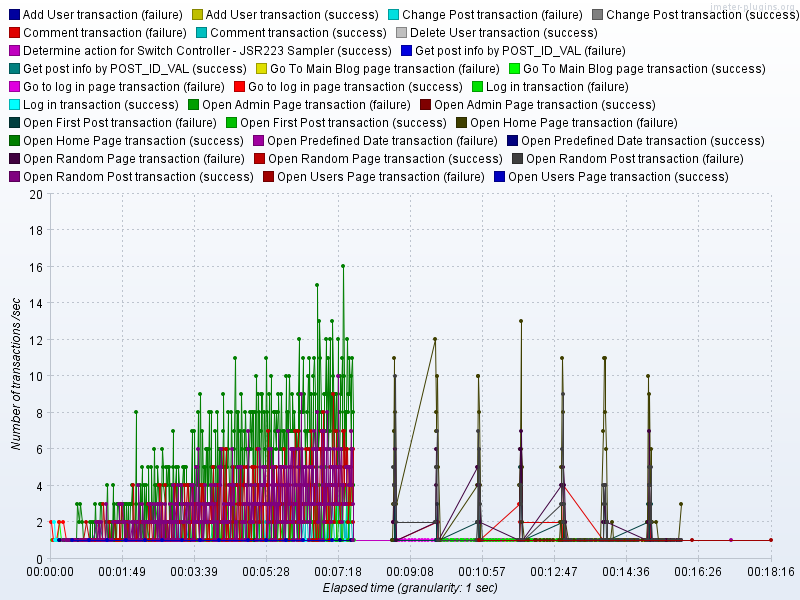 jmeter-plugins.org
Add User transaction (failure) Add User transaction (success) Change Post transaction (failure) Change Post transaction (success)
Comment transaction (failure) Comment transaction (success) Delete User transaction (success)
Determine action for Switch Controller - JSR223 Sampler (success) Get post info by POST_ID_VAL (failure)
Get post info by POST_ID_VAL (success) Go To Main Blog page transaction (failure) Go To Main Blog page transaction (success)
Go to log in page transaction (failure) Go to log in page transaction (success) Log in transaction (failure)
Log in transaction (success) Open Admin Page transaction (failure) Open Admin Page transaction (success)
Open First Post transaction (failure) Open First Post transaction (success) Open Home Page transaction (failure)
Open Home Page transaction (success) Open Predefined Date transaction (failure) Open Predefined Date transaction (success)
Open Random Page transaction (failure) Open Random Page transaction (success) Open Random Post transaction (failure)
Open Random Post transaction (success) Open Users Page transaction (failure) Open Users Page transaction (success)
20
18
16
14
12
10
8
6
4
2
0
Number of transactions /sec
00:00:00 00:01:49 00:03:39 00:05:28 00:07:18 00:09:08 00:10:57 00:12:47 00:14:36 00:16:26 00:18:16
Elapsed time (granularity: 1 sec)